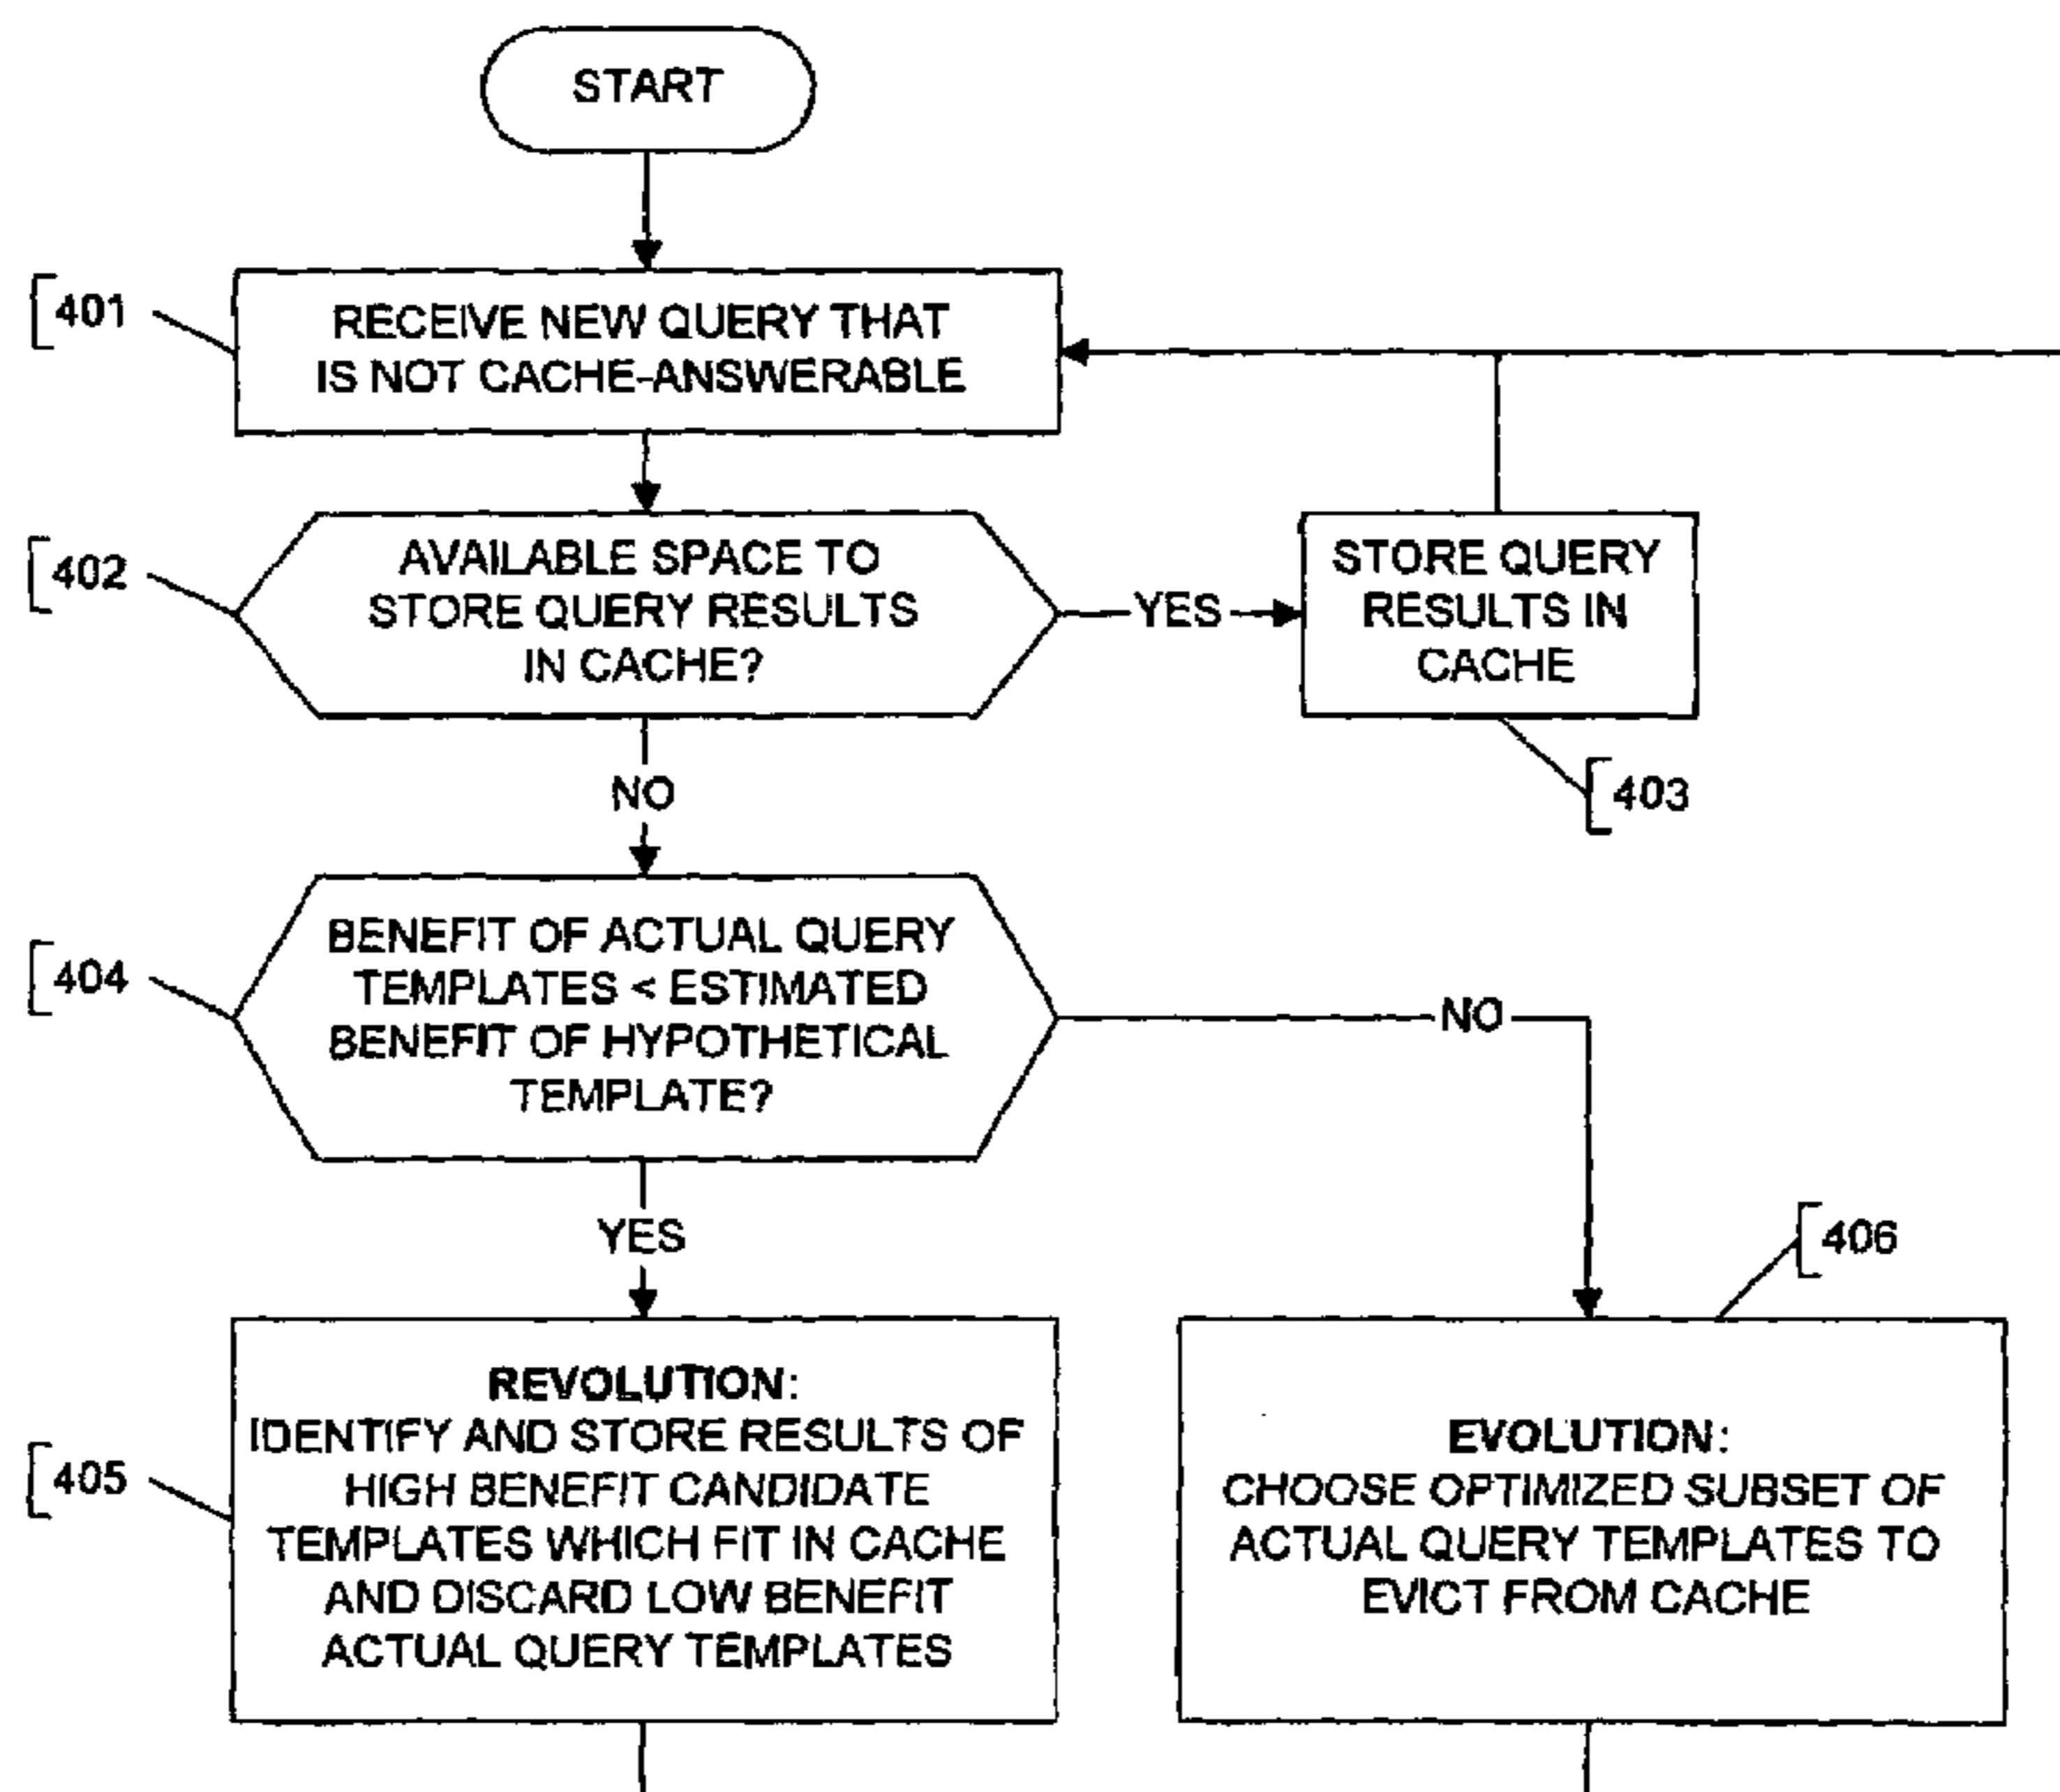 START
401
RECEIVE NEW QUERY THAT
IS NOT CACHE-ANSWERABLE
402
AVAILABLE SPACE TO
STORE QUERY RESULTS
IN CACHE?
YES
STORE QUERY
RESULTS IN
CACHE
403
NO
404
BENEFIT OF ACTUAL QUERY
TEMPLATES < ESTIMATED
BENEFIT OF HYPOTHETICAL
TEMPLATE?
NO
YES
406
405
REVOLUTION:
IDENTIFY AND STORE RESULTS OF
HIGH BENEFIT CANDIDATE
TEMPLATES WHICH FIT IN CACHE
AND DISCARD LOW BENEFIT
ACTUAL QUERY TEMPLATES
EVOLUTION:
CHOOSE OPTIMIZED SUBSET OF
ACTUAL QUERY TEMPLATES TO
EVICT FROM CACHE